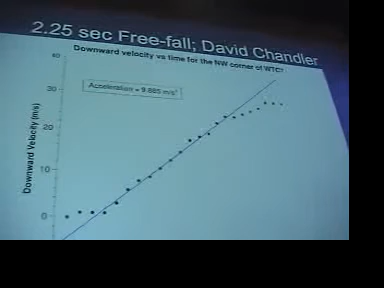 2.25 sec Free-fall; David Chandler
Downward velocity vs time for the NW corner of WTC7
Acceleration = 9.885 m/s²
Downward Velocity (m/s)
40
30
20
10
0